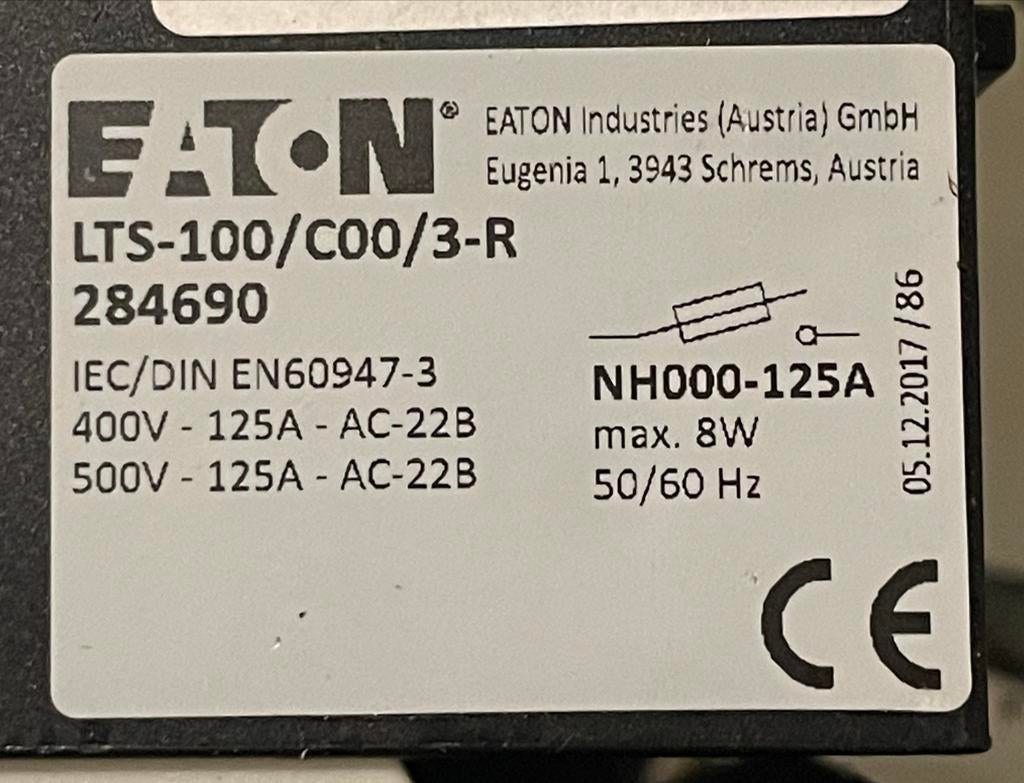 EATON® EATON Industries (Austria) GmbH
Eugenia 1, 3943 Schrems, Austria
LTS-100/C00/3-R
284690
IEC/DIN EN60947-3
400V - 125A - AC-22B
500V - 125A - AC-22B
NH000-125A
max. 8W
50/60 Hz
05.12.2017 / 86
CE